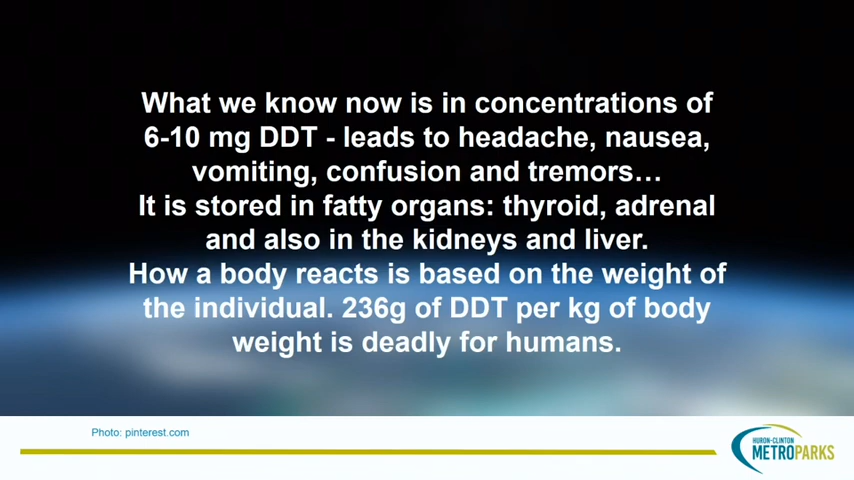 What we know now is in concentrations of
6-10 mg DDT - leads to headache, nausea,
vomiting, confusion and tremors...
It is stored in fatty organs: thyroid, adrenal
and also in the kidneys and liver.
How a body reacts is based on the weight of
the individual. 236g of DDT per kg of body
weight is deadly for humans.
Photo: pinterest.com
HURON-CLINTON
METROPARKS